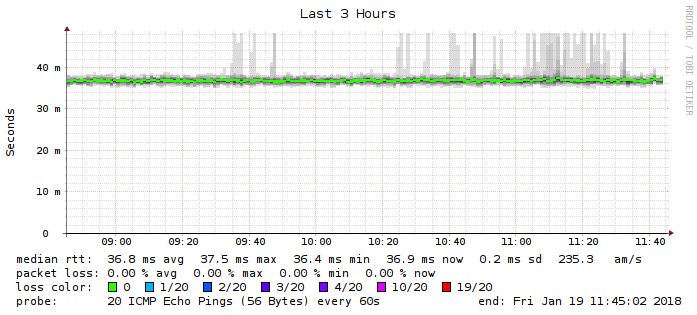 Last 3 Hours
RRDTOOL / TOBI OETIKER
Seconds
40 m
30 m
20 m
10 m
0
09:00 09:20 09:40 10:00 10:20 10:40 11:00 11:20 11:40
median rtt: 36.8 ms avg 37.5 ms max 36.4 ms min 36.9 ms now 0.2 ms sd 235.3 am/s
packet loss: 0.00 % avg 0.00 % max 0.00 % min 0.00 % now
loss color: 0 1/20 2/20 3/20 4/20 10/20 19/20
probe: 20 ICMP Echo Pings (56 Bytes) every 60s end: Fri Jan 19 11:45:02 2018